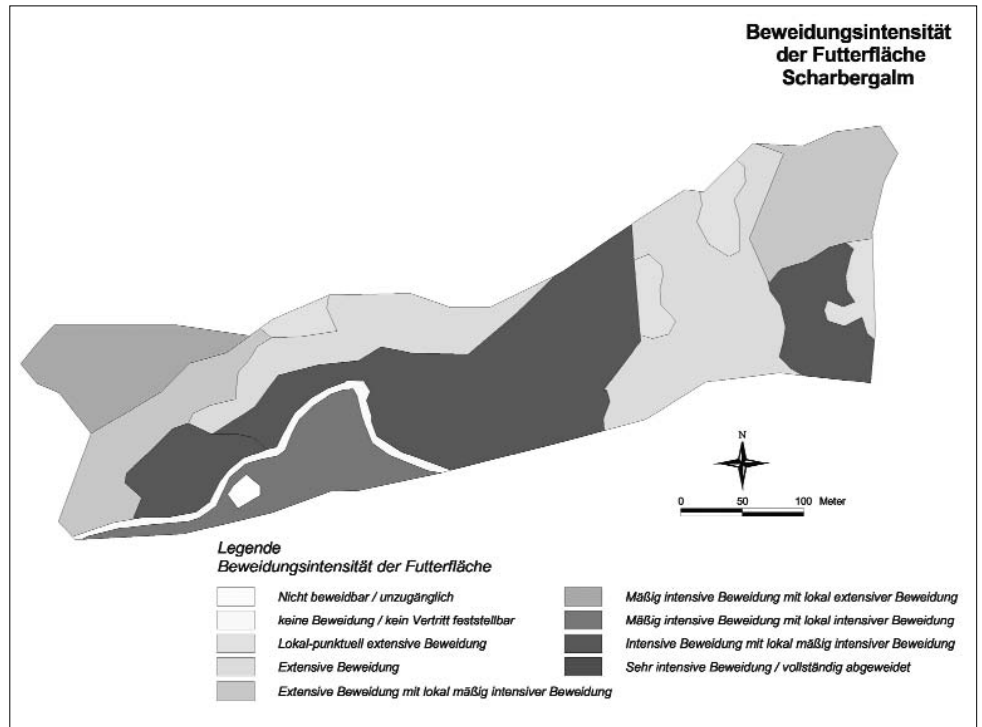 Beweidungsintensität
der Futterfläche
Scharbergalm
N
0 50 100 Meter
Legende
Beweidungsintensität der Futterfläche
Nicht beweidbar / unzugänglich
keine Beweidung / kein Vertritt feststellbar
Lokal-punktuell extensive Beweidung
Extensive Beweidung
Extensive Beweidung mit lokal mäßig intensiver Beweidung
Mäßig intensive Beweidung mit lokal extensiver Beweidung
Mäßig intensive Beweidung mit lokal intensiver Beweidung
Intensive Beweidung mit lokal mäßig intensiver Beweidung
Sehr intensive Beweidung / vollständig abgeweidet